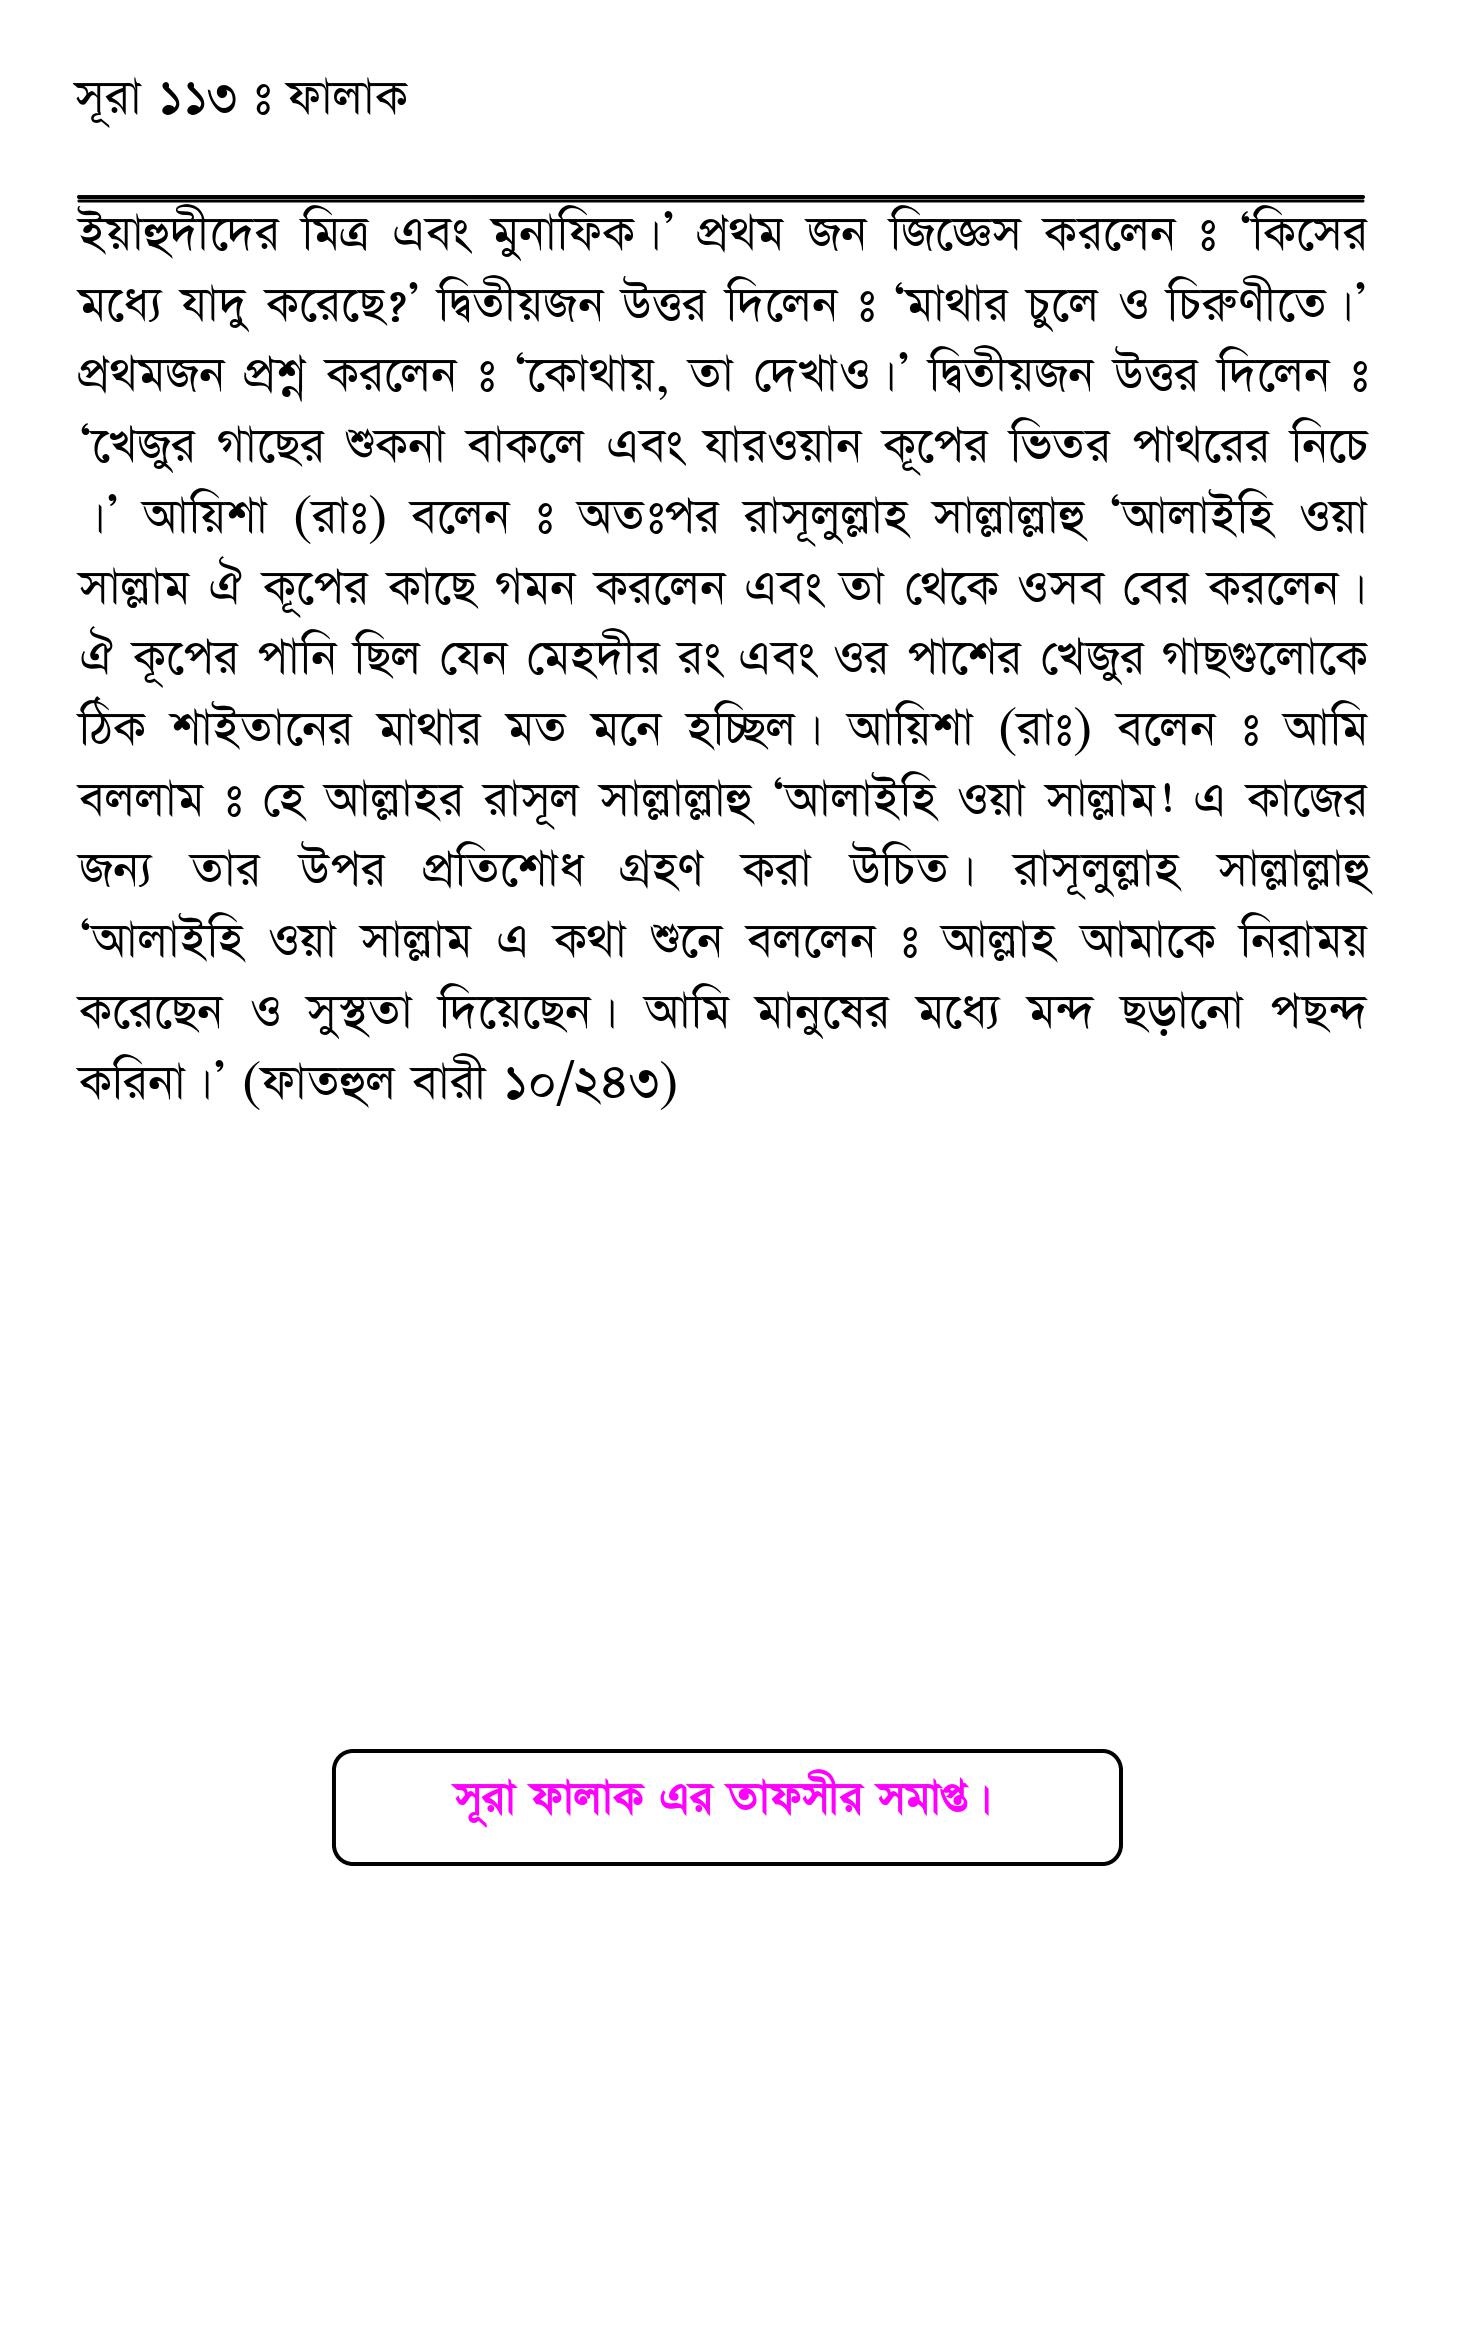 সূরা ১১৩ ঃ ফালাক
ইয়াহুদীদের মিত্র এবং মুনাফিক।’ প্রথম জন জিজ্ঞেস করলেন ঃ ‘কিসের
মধ্যে যাদু করেছে?’ দ্বিতীয়জন উত্তর দিলেন ঃ ‘মাথার চুলে ও চিরুণীতে।’
প্রথমজন প্রশ্ন করলেন ঃ ‘কোথায়, তা দেখাও।’ দ্বিতীয়জন উত্তর দিলেন ঃ
‘খেজুর গাছের শুকনা বাকলে এবং যারওয়ান কূপের ভিতর পাথরের নিচে
।’ আয়িশা (রাঃ) বলেন ঃ অতঃপর রাসূলুল্লাহ সাল্লাল্লাহু ‘আলাইহি ওয়া
সাল্লাম ঐ কূপের কাছে গমন করলেন এবং তা থেকে ওসব বের করলেন।
ঐ কূপের পানি ছিল যেন মেহদীর রং এবং ওর পাশের খেজুর গাছগুলোকে
ঠিক শাইতানের মাথার মত মনে হচ্ছিল। আয়িশা (রাঃ) বলেন ঃ আমি
বললাম ঃ হে আল্লাহর রাসূল সাল্লাল্লাহু ‘আলাইহি ওয়া সাল্লাম! এ কাজের
জন্য তার উপর প্রতিশোধ গ্রহণ করা উচিত। রাসূলুল্লাহ সাল্লাল্লাহু
‘আলাইহি ওয়া সাল্লাম এ কথা শুনে বললেন ঃ আল্লাহ আমাকে নিরাময়
করেছেন ও সুস্থতা দিয়েছেন। আমি মানুষের মধ্যে মন্দ ছড়ানো পছন্দ
করিনা।’ (ফাতহুল বারী ১০/২৪৩)
সূরা ফালাক এর তাফসীর সমাপ্ত।